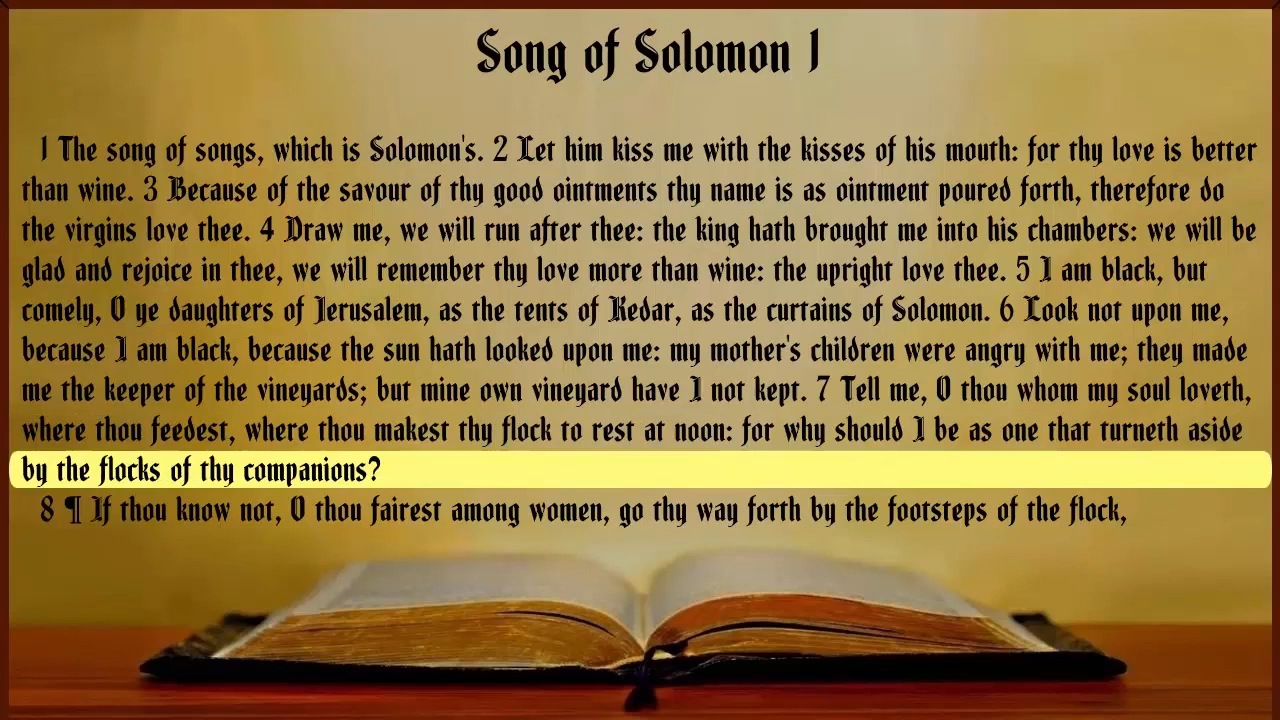 Song of Solomon 1
1 The song of songs, which is Solomon's. 2 Let him kiss me with the kisses of his mouth: for thy love is better
than wine. 3 Because of the savour of thy good ointments thy name is as ointment poured forth, therefore do
the virgins love thee. 4 Draw me, we will run after thee: the king hath brought me into his chambers: we will be
glad and rejoice in thee, we will remember thy love more than wine: the upright love thee. 5 I am black, but
comely, O ye daughters of Jerusalem, as the tents of Kedar, as the curtains of Solomon. 6 Look not upon me,
because I am black, because the sun hath looked upon me: my mother's children were angry with me; they made
me the keeper of the vineyards; but mine own vineyard have I not kept. 7 Tell me, O thou whom my soul loveth,
where thou feedest, where thou makest thy flock to rest at noon: for why should I be as one that turneth aside
by the flocks of thy companions?
8 ¶ If thou know not, O thou fairest among women, go thy way forth by the footsteps of the flock,